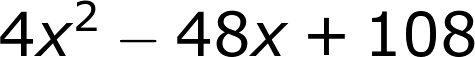 4x² − 48x + 108